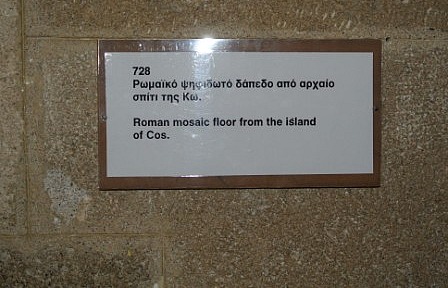 728
Ρωμαϊκό ψηφιδωτό δάπεδο από αρχαίο
σπίτι της Κω.
Roman mosaic floor from the island
of Cos.